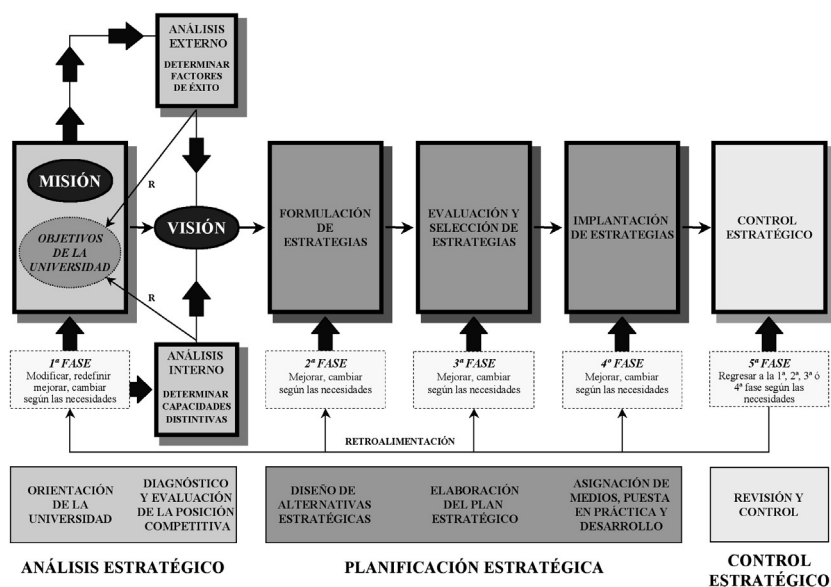 ANÁLISIS
EXTERNO
DETERMINAR
FACTORES
DE ÉXITO
MISIÓN
R
OBJETIVOS
DE LA
UNIVERSIDAD
VISIÓN
R
FORMULACIÓN
DE
ESTRATEGIAS
EVALUACIÓN Y
SELECCIÓN DE
ESTRATEGIAS
IMPLANTACIÓN
DE ESTRATEGIAS
CONTROL
ESTRATÉGICO
1ª FASE
Modificar, redefinir
mejorar, cambiar
según las necesidades
ANÁLISIS
INTERNO
DETERMINAR
CAPACIDADES
DISTINTIVAS
2ª FASE
Mejorar, cambiar
según las necesidades
3ª FASE
Mejorar, cambiar
según las necesidades
4ª FASE
Mejorar, cambiar
según las necesidades
5ª FASE
Regresar a la 1ª, 2ª, 3ª ó
4ª fase según las
necesidades
RETROALIMENTACIÓN
ORIENTACIÓN
DE LA
UNIVERSIDAD
DIAGNÓSTICO
Y EVALUACIÓN
DE LA POSICIÓN
COMPETITIVA
DISEÑO DE
ALTERNATIVAS
ESTRATÉGICAS
ELABORACIÓN
DEL PLAN
ESTRATÉGICO
ASIGNACIÓN DE
MEDIOS, PUESTA
EN PRÁCTICA Y
DESARROLLO
REVISIÓN Y
CONTROL
ANÁLISIS ESTRATÉGICO
PLANIFICACIÓN ESTRATÉGICA
CONTROL
ESTRATÉGICO